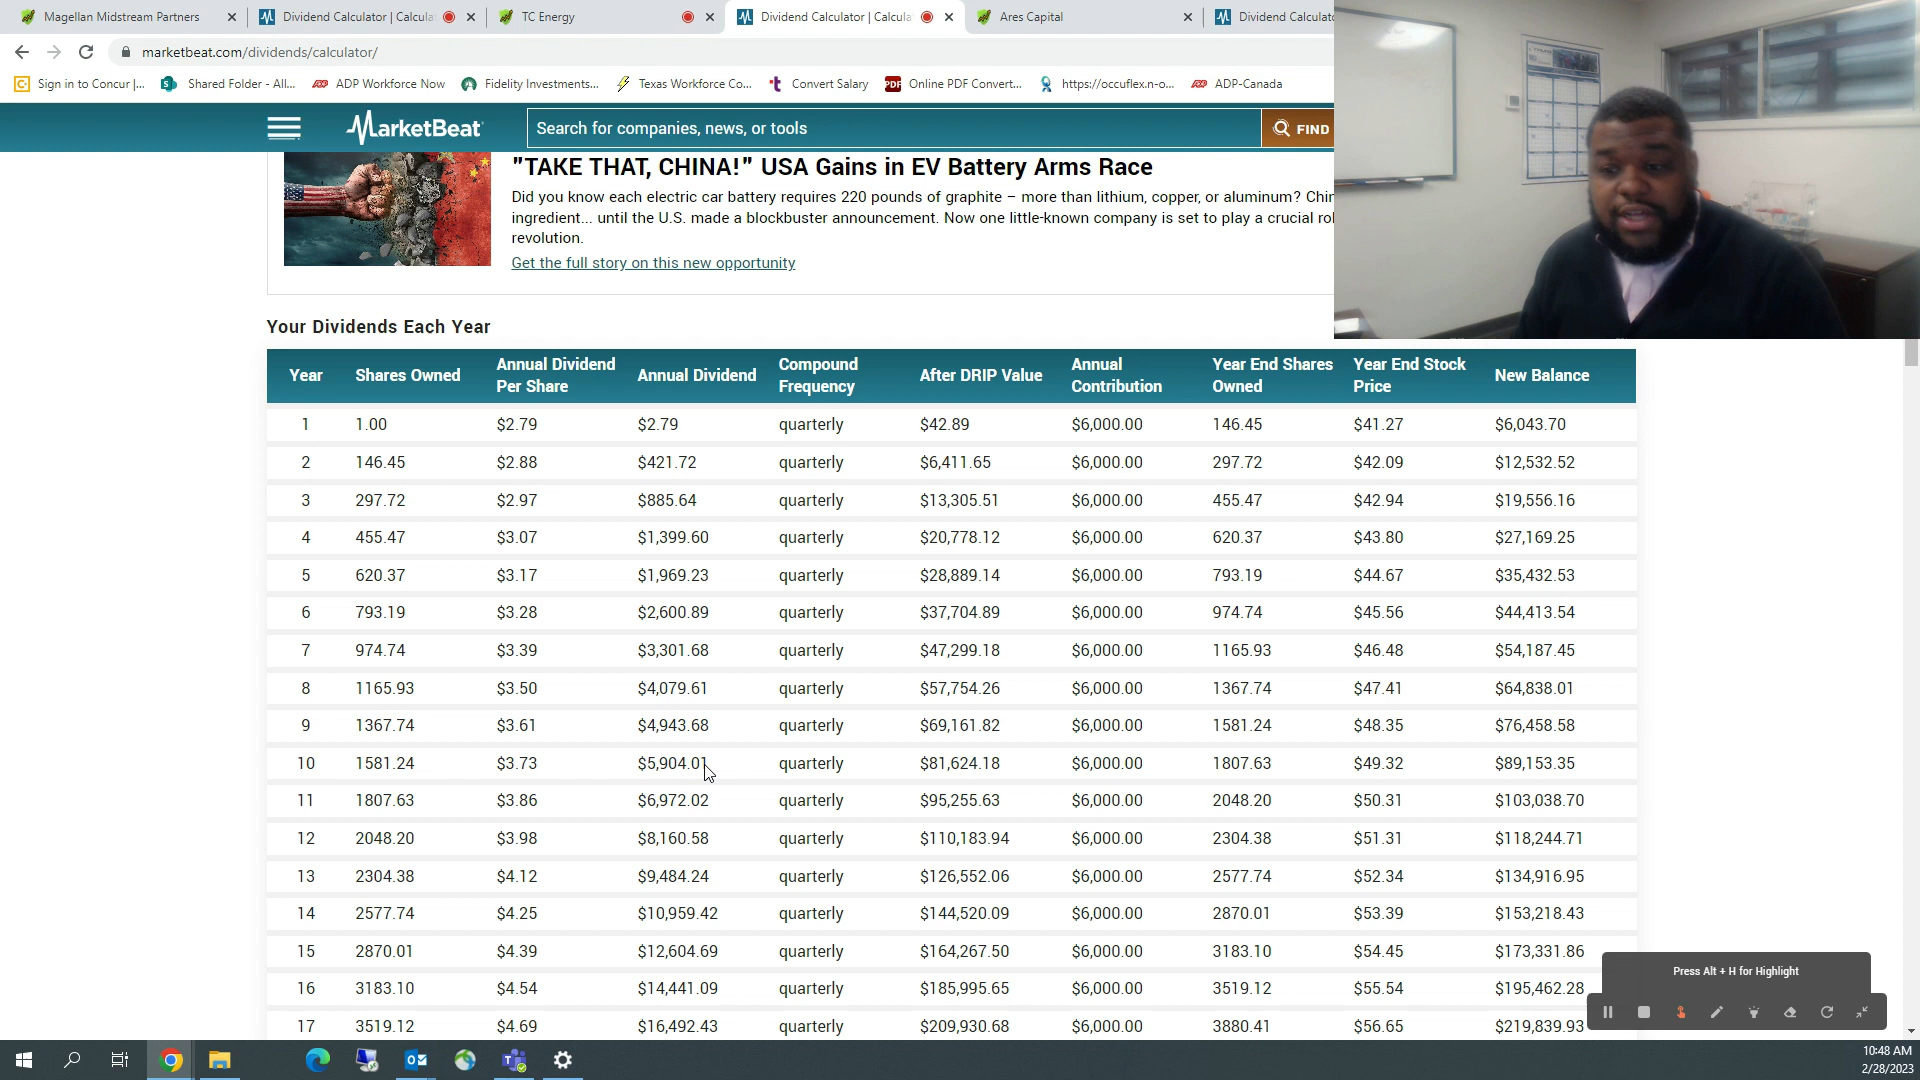 Magellan Midstream Partners
Dividend Calculator | Calcula
TC Energy
Dividend Calculator | Calcula
Ares Capital
Dividend Calculato
marketbeat.com/dividends/calculator/
Sign in to Concur |...
Shared Folder - All...
ADP Workforce Now
Fidelity Investments...
Texas Workforce Co...
Convert Salary
Online PDF Convert...
https://occuflex.n-o...
ADP-Canada
MarketBeat
Search for companies, news, or tools
FIND
"TAKE THAT, CHINA!" USA Gains in EV Battery Arms Race
Did you know each electric car battery requires 220 pounds of graphite – more than lithium, copper, or aluminum? Chin
ingredient... until the U.S. made a blockbuster announcement. Now one little-known company is set to play a crucial rol
revolution.
Get the full story on this new opportunity
Your Dividends Each Year
Year Shares Owned Annual Dividend Per Share Annual Dividend Compound Frequency After DRIP Value Annual Contribution Year End Shares Owned Year End Stock Price New Balance
1 1.00 $2.79 $2.79 quarterly $42.89 $6,000.00 146.45 $41.27 $6,043.70
2 146.45 $2.88 $421.72 quarterly $6,411.65 $6,000.00 297.72 $42.09 $12,532.52
3 297.72 $2.97 $885.64 quarterly $13,305.51 $6,000.00 455.47 $42.94 $19,556.16
4 455.47 $3.07 $1,399.60 quarterly $20,778.12 $6,000.00 620.37 $43.80 $27,169.25
5 620.37 $3.17 $1,969.23 quarterly $28,889.14 $6,000.00 793.19 $44.67 $35,432.53
6 793.19 $3.28 $2,600.89 quarterly $37,704.89 $6,000.00 974.74 $45.56 $44,413.54
7 974.74 $3.39 $3,301.68 quarterly $47,299.18 $6,000.00 1165.93 $46.48 $54,187.45
8 1165.93 $3.50 $4,079.61 quarterly $57,754.26 $6,000.00 1367.74 $47.41 $64,838.01
9 1367.74 $3.61 $4,943.68 quarterly $69,161.82 $6,000.00 1581.24 $48.35 $76,458.58
10 1581.24 $3.73 $5,904.01 quarterly $81,624.18 $6,000.00 1807.63 $49.32 $89,153.35
11 1807.63 $3.86 $6,972.02 quarterly $95,255.63 $6,000.00 2048.20 $50.31 $103,038.70
12 2048.20 $3.98 $8,160.58 quarterly $110,183.94 $6,000.00 2304.38 $51.31 $118,244.71
13 2304.38 $4.12 $9,484.24 quarterly $126,552.06 $6,000.00 2577.74 $52.34 $134,916.95
14 2577.74 $4.25 $10,959.42 quarterly $144,520.09 $6,000.00 2870.01 $53.39 $153,218.43
15 2870.01 $4.39 $12,604.69 quarterly $164,267.50 $6,000.00 3183.10 $54.45 $173,331.86
16 3183.10 $4.54 $14,441.09 quarterly $185,995.65 $6,000.00 3519.12 $55.54 $195,462.28
17 3519.12 $4.69 $16,492.43 quarterly $209,930.68 $6,000.00 3880.41 $56.65 $219,839.93
Press Alt + H for Highlight
10:48 AM
2/28/2023